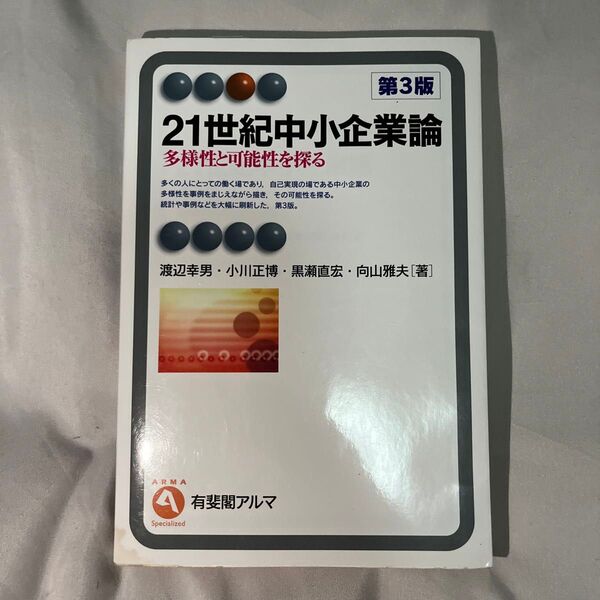 第3版
21世紀中小企業論
多様性と可能性を探る
多くの人にとっての働く場であり，自己実現の場である中小企業の
多様性を事例をまじえながら描き，その可能性を探る。
統計や事例などを大幅に刷新した，第3版。
渡辺幸男・小川正博・黒瀬直宏・向山雅夫［著］
ARMA
A
Specialized
有斐閣アルマ